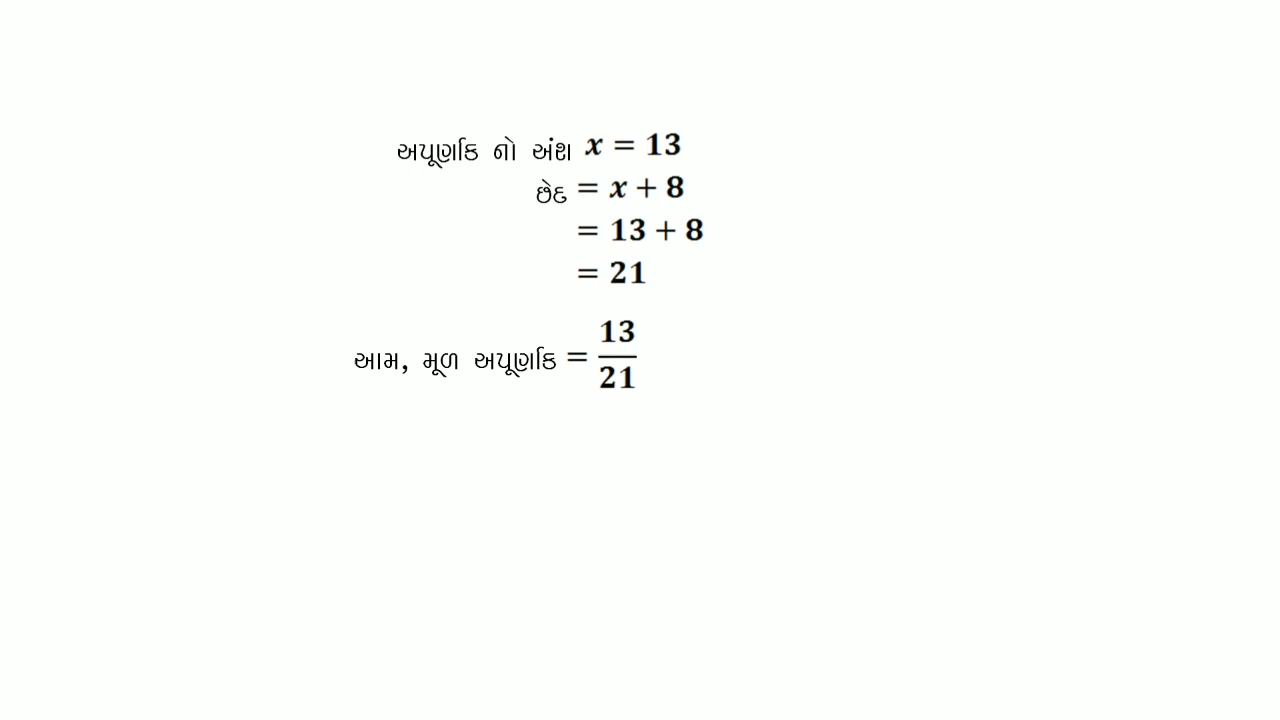 અપૂર્ણાંક નો અંશ x = 13
છેદ = x + 8
= 13 + 8
= 21
આમ, મૂળ અપૂર્ણાંક = 13/21